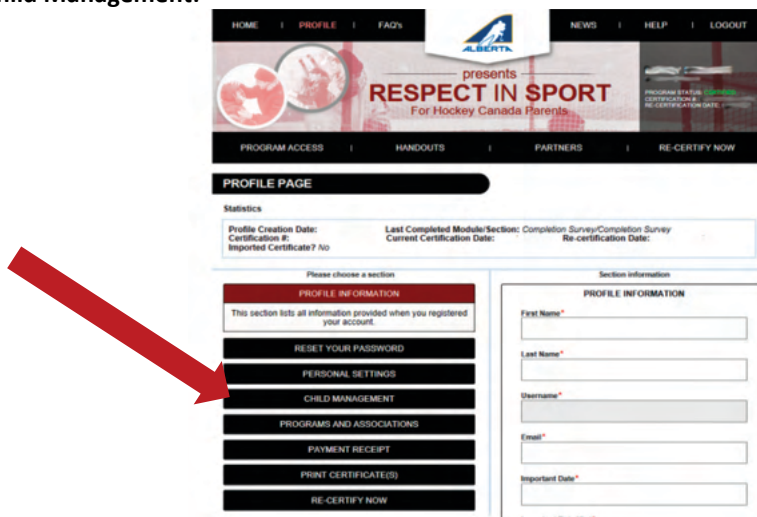 HOME | PROFILE | FAQ's NEWS | HELP | LOGOUT
ALBERTA
presents
RESPECT IN SPORT
For Hockey Canada Parents
PROGRAM STATUS:
CERTIFICATION #:
RE-CERTIFICATION DATE:
PROGRAM ACCESS | HANDOUTS | PARTNERS | RE-CERTIFY NOW
PROFILE PAGE
Statistics
Profile Creation Date: Last Completed Module/Section: Completion Survey/Completion Survey
Certification #: Current Certification Date: Re-certification Date:
Imported Certificate? No
Please choose a section
PROFILE INFORMATION
This section lists all information provided when you registered
your account.
RESET YOUR PASSWORD
PERSONAL SETTINGS
CHILD MANAGEMENT
PROGRAMS AND ASSOCIATIONS
PAYMENT RECEIPT
PRINT CERTIFICATE(S)
RE-CERTIFY NOW
Section information
PROFILE INFORMATION
First Name*
Last Name*
Username*
Email*
Important Date*